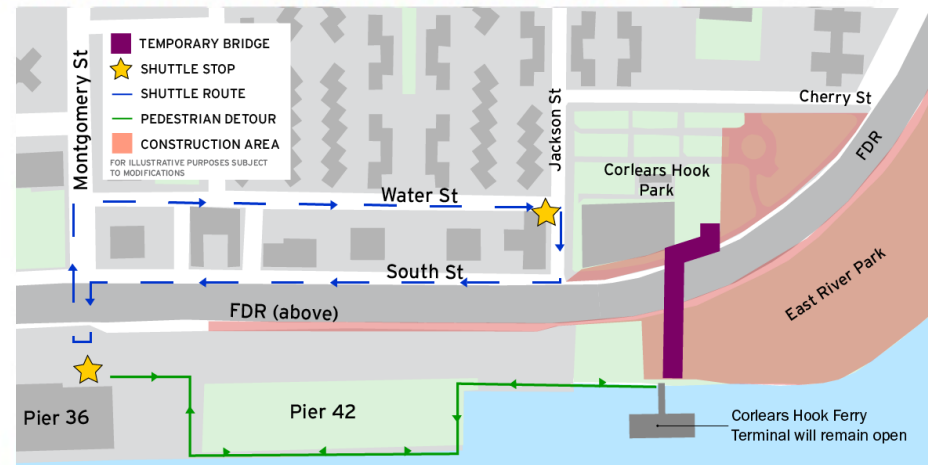 Montgomery St
TEMPORARY BRIDGE
SHUTTLE STOP
SHUTTLE ROUTE
PEDESTRIAN DETOUR
CONSTRUCTION AREA
FOR ILLUSTRATIVE PURPOSES SUBJECT
TO MODIFICATIONS
Jackson St
Cherry St
FDR
Corlears Hook
Park
Water St
South St
East River Park
FDR (above)
Pier 36
Pier 42
Corlears Hook Ferry
Terminal will remain open